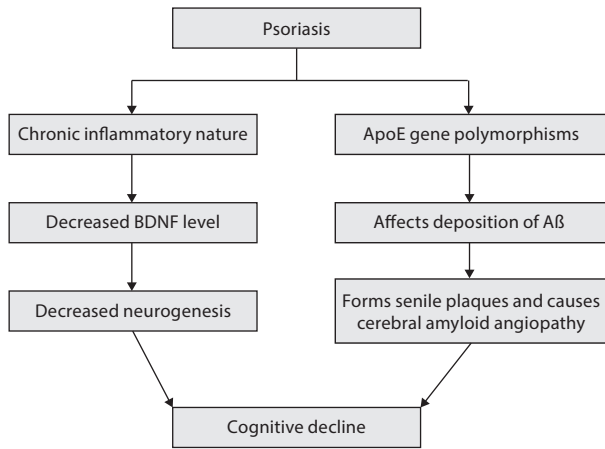 Psoriasis
Chronic inflammatory nature
ApoE gene polymorphisms
Decreased BDNF level
Affects deposition of Aß
Decreased neurogenesis
Forms senile plaques and causes
cerebral amyloid angiopathy
Cognitive decline